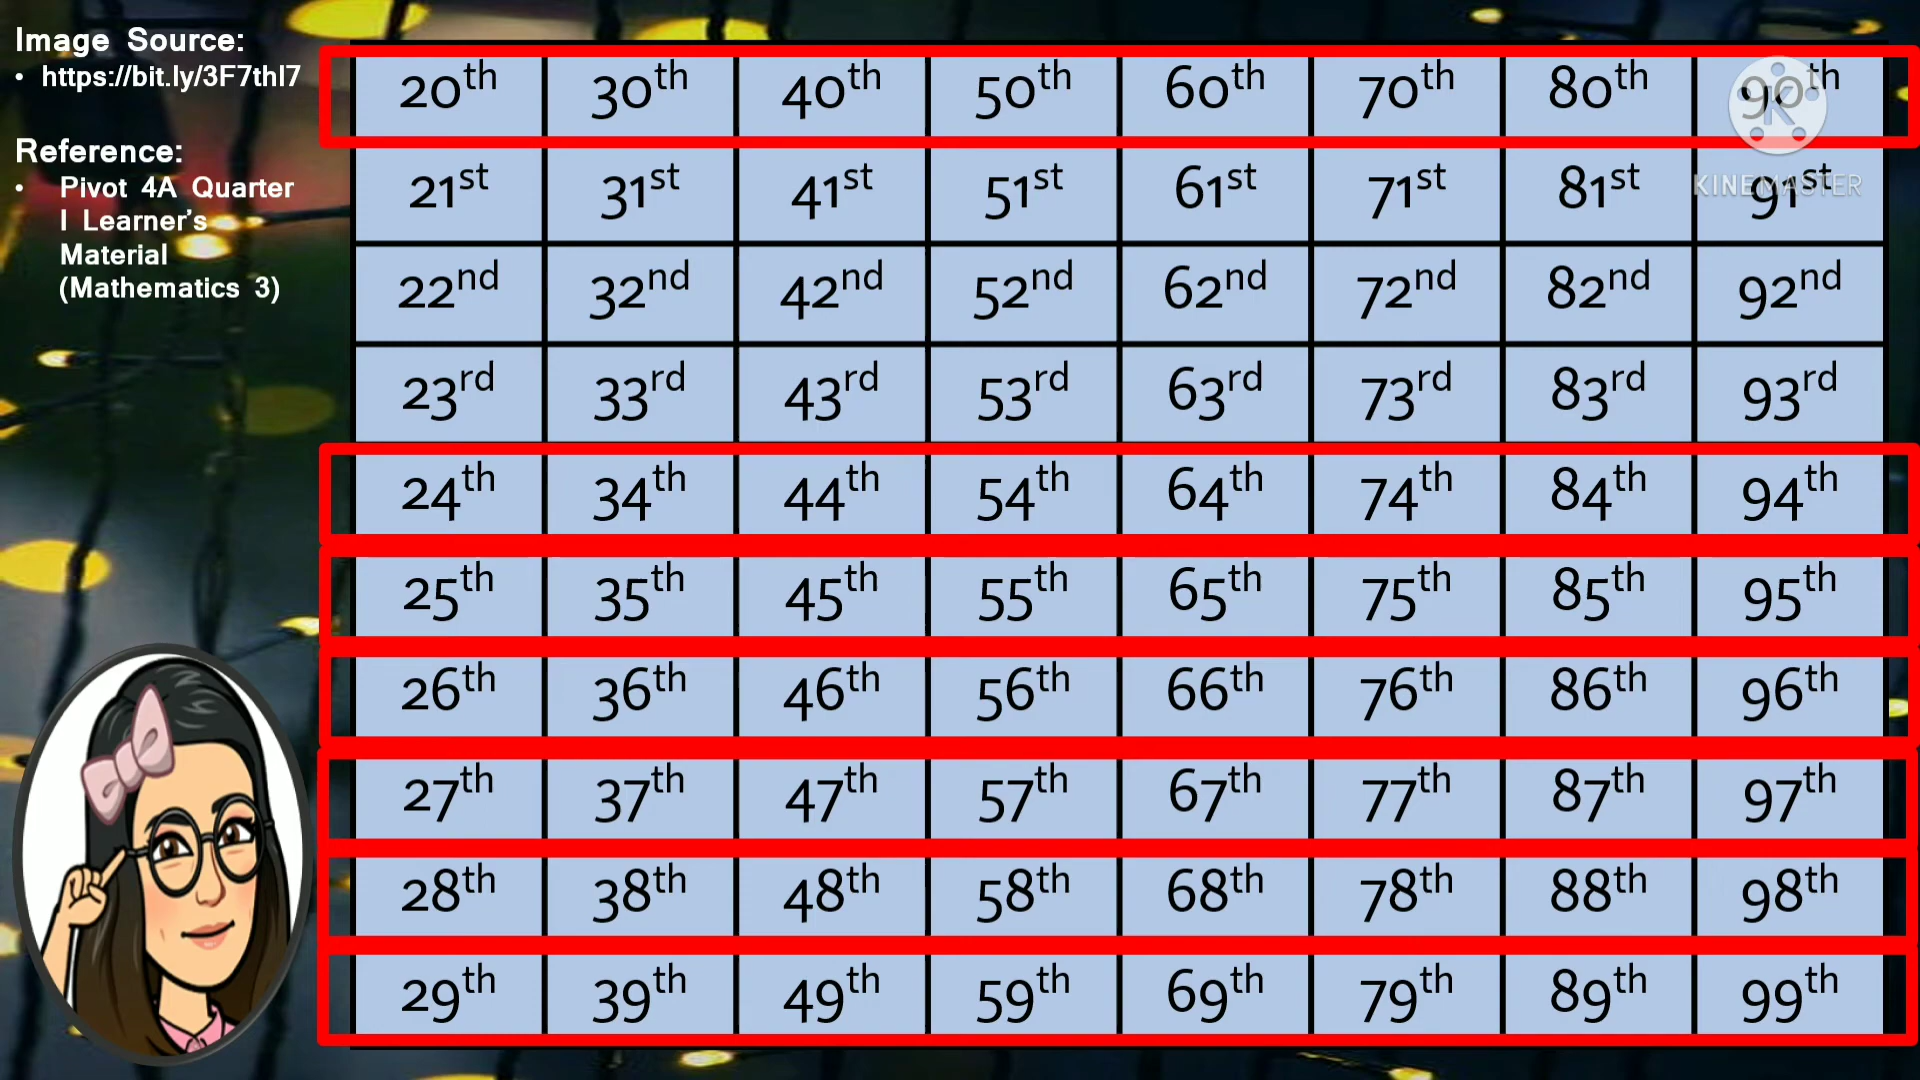 Image Source:
• https://bit.ly/3F7thl7
Reference:
• Pivot 4A Quarter
I Learner's
Material
(Mathematics 3)
20th 30th 40th 50th 60th 70th 80th 90th
21st 31st 41st 51st 61st 71st 81st 91st
KINEMASTER
22nd 32nd 42nd 52nd 62nd 72nd 82nd 92nd
23rd 33rd 43rd 53rd 63rd 73rd 83rd 93rd
24th 34th 44th 54th 64th 74th 84th 94th
25th 35th 45th 55th 65th 75th 85th 95th
26th 36th 46th 56th 66th 76th 86th 96th
27th 37th 47th 57th 67th 77th 87th 97th
28th 38th 48th 58th 68th 78th 88th 98th
29th 39th 49th 59th 69th 79th 89th 99th